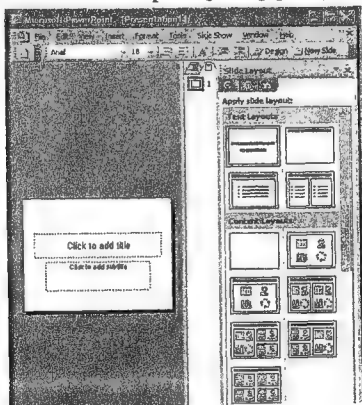 Microsoft PowerPoint - [Presentation1]
File Edit View Insert Format Tools Slide Show Window Help
Arial 18 Design New Slide
1
Slide Layout
Apply slide layout:
Text Layouts
Content Layouts
Click to add title
Click to add subtitle